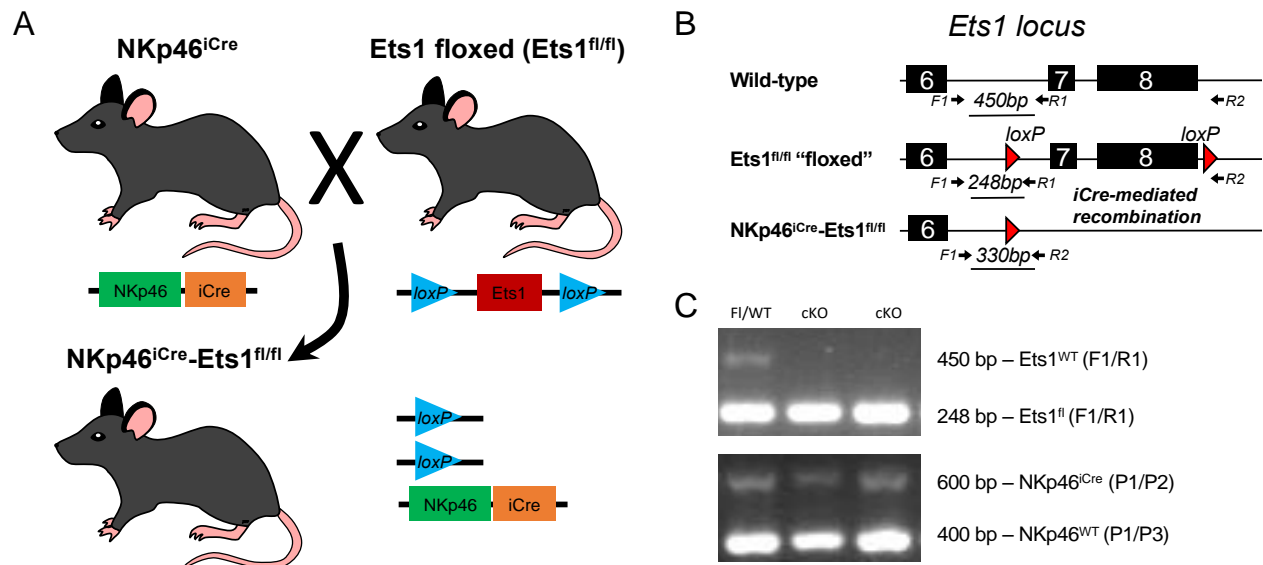 A
NKp46iCre
Ets1 floxed (Ets1fl/fl)
X
NKp46 iCre
loxP Ets1 loxP
NKp46iCre-Ets1fl/fl
loxP
loxP
NKp46 iCre
B
Ets1 locus
Wild-type
6 7 8
F1 450bp R1 R2
loxP loxP
Ets1fl/fl “floxed”
6 7 8
F1 248bp R1 R2
iCre-mediated
recombination
NKp46iCre-Ets1fl/fl
6
F1 330bp R2
C
Fl/WT cKO cKO
450 bp – Ets1WT (F1/R1)
248 bp – Ets1fl (F1/R1)
600 bp – NKp46iCre (P1/P2)
400 bp – NKp46WT (P1/P3)